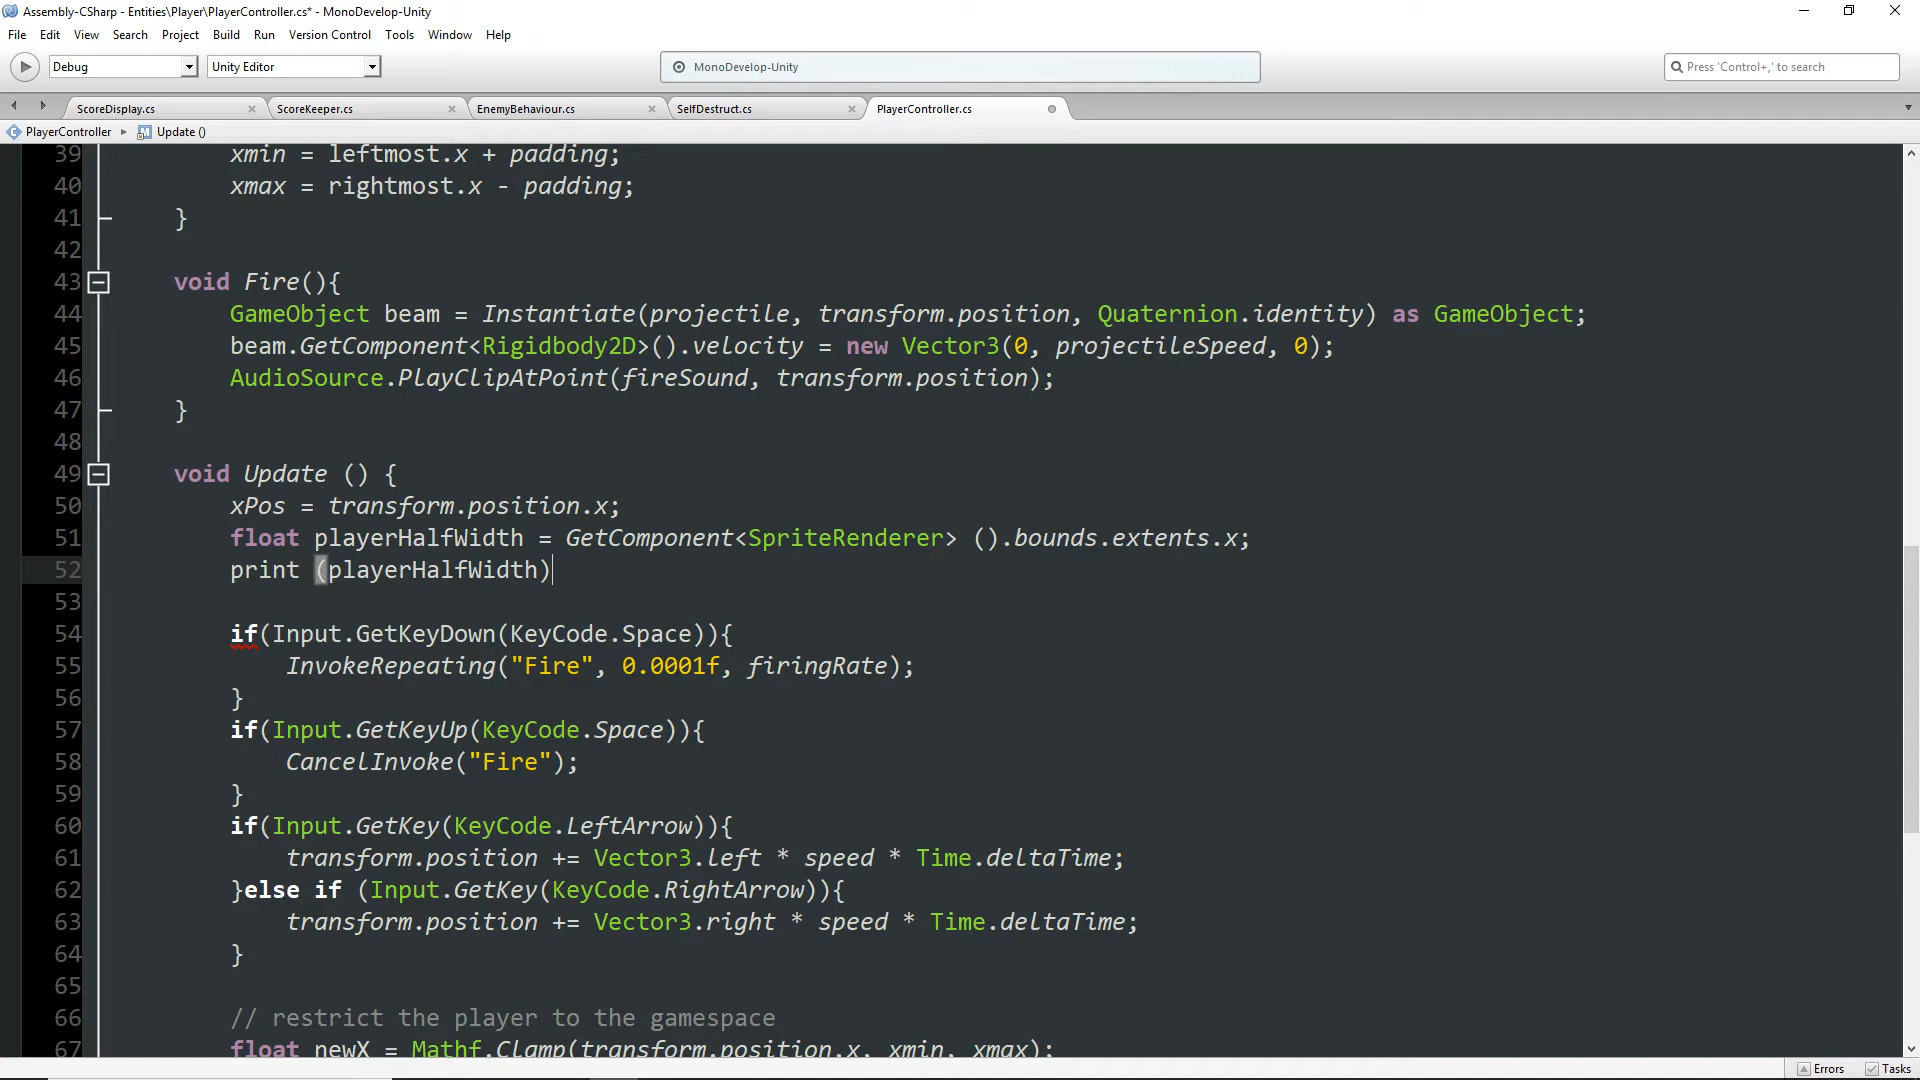 Assembly-CSharp - Entities\Player\PlayerController.cs* - MonoDevelop-Unity
File Edit View Search Project Build Run Version Control Tools Window Help
Debug Unity Editor MonoDevelop-Unity Press 'Control+,' to search
ScoreDisplay.cs ScoreKeeper.cs EnemyBehaviour.cs SelfDestruct.cs PlayerController.cs
PlayerController Update ()
39 xmin = leftmost.x + padding;
40 xmax = rightmost.x - padding;
41 }
42
43 void Fire(){
44 GameObject beam = Instantiate(projectile, transform.position, Quaternion.identity) as GameObject;
45 beam.GetComponent<Rigidbody2D>().velocity = new Vector3(0, projectileSpeed, 0);
46 AudioSource.PlayClipAtPoint(fireSound, transform.position);
47 }
48
49 void Update () {
50 xPos = transform.position.x;
51 float playerHalfWidth = GetComponent<SpriteRenderer> ().bounds.extents.x;
52 print (playerHalfWidth)
53
54 if(Input.GetKeyDown(KeyCode.Space)){
55 InvokeRepeating("Fire", 0.0001f, firingRate);
56 }
57 if(Input.GetKeyUp(KeyCode.Space)){
58 CancelInvoke("Fire");
59 }
60 if(Input.GetKey(KeyCode.LeftArrow)){
61 transform.position += Vector3.left * speed * Time.deltaTime;
62 }else if (Input.GetKey(KeyCode.RightArrow)){
63 transform.position += Vector3.right * speed * Time.deltaTime;
64 }
65
66 // restrict the player to the gamespace
67 float newX = Mathf.Clamp(transform.position.x, xmin, xmax);
Errors Tasks